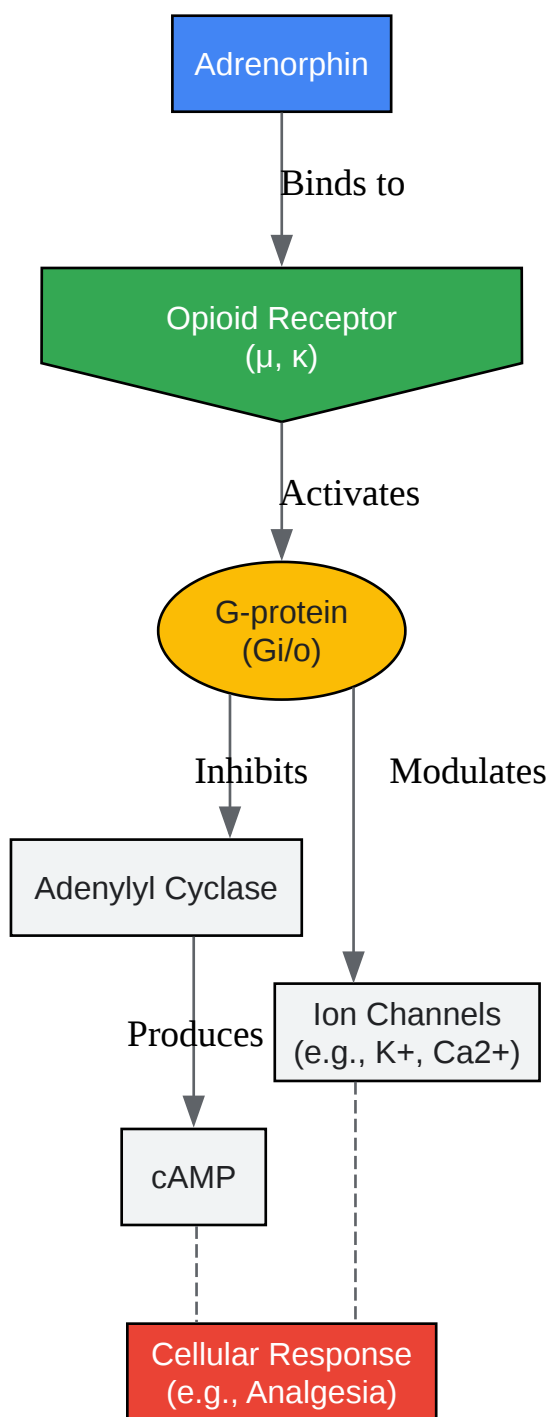 Adrenorphin
Binds to
Opioid Receptor
(μ, κ)
Activates
G-protein
(Gi/o)
Inhibits
Modulates
Adenylyl Cyclase
Ion Channels
(e.g., K+, Ca2+)
Produces
cAMP
Cellular Response
(e.g., Analgesia)